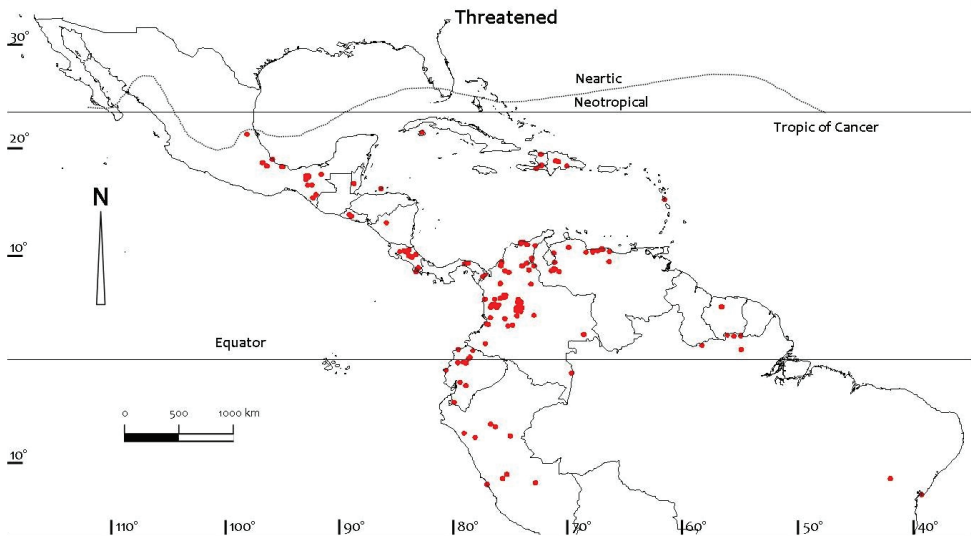 Threatened
30°
Neartic
Neotropical
Tropic of Cancer
20°
N
10°
Equator
0 500 1000 km
10°
110° 100° 90° 80° 70° 60° 50° 40°